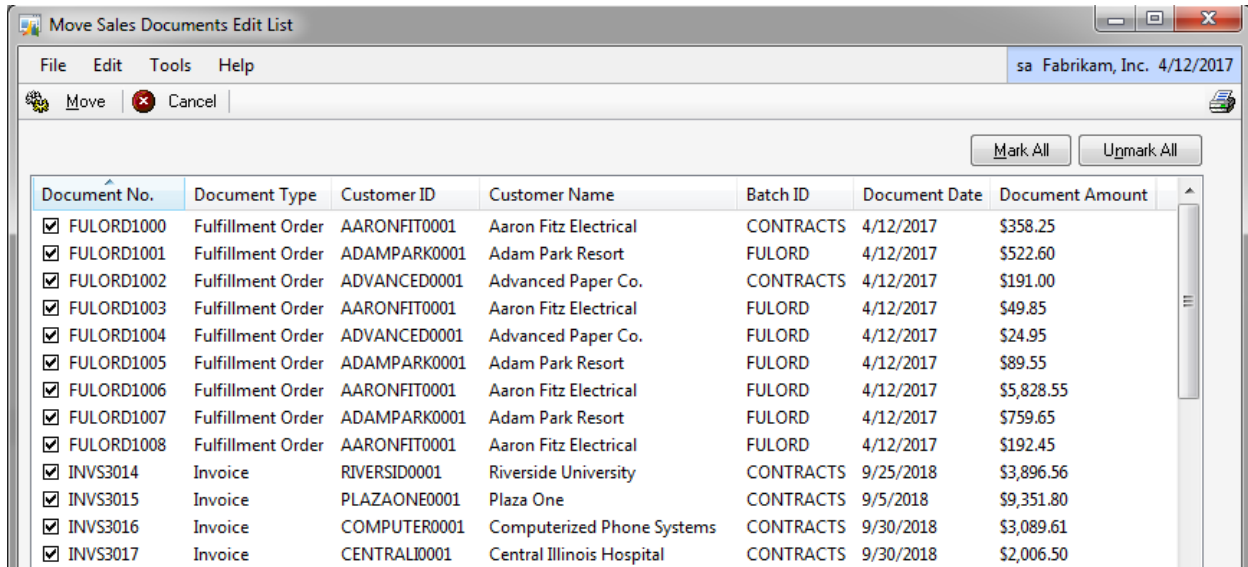 Move Sales Documents Edit List
File Edit Tools Help sa Fabrikam, Inc. 4/12/2017
Move Cancel
Mark All Unmark All
Document No. Document Type Customer ID Customer Name Batch ID Document Date Document Amount
FULORD1000 Fulfillment Order AARONFIT0001 Aaron Fitz Electrical CONTRACTS 4/12/2017 $358.25
FULORD1001 Fulfillment Order ADAMPARK0001 Adam Park Resort FULORD 4/12/2017 $522.60
FULORD1002 Fulfillment Order ADVANCED0001 Advanced Paper Co. CONTRACTS 4/12/2017 $191.00
FULORD1003 Fulfillment Order AARONFIT0001 Aaron Fitz Electrical FULORD 4/12/2017 $49.85
FULORD1004 Fulfillment Order ADVANCED0001 Advanced Paper Co. FULORD 4/12/2017 $24.95
FULORD1005 Fulfillment Order ADAMPARK0001 Adam Park Resort FULORD 4/12/2017 $89.55
FULORD1006 Fulfillment Order AARONFIT0001 Aaron Fitz Electrical FULORD 4/12/2017 $5,828.55
FULORD1007 Fulfillment Order ADAMPARK0001 Adam Park Resort FULORD 4/12/2017 $759.65
FULORD1008 Fulfillment Order AARONFIT0001 Aaron Fitz Electrical FULORD 4/12/2017 $192.45
INVS3014 Invoice RIVERSID0001 Riverside University CONTRACTS 9/25/2018 $3,896.56
INVS3015 Invoice PLAZAONE0001 Plaza One CONTRACTS 9/5/2018 $9,351.80
INVS3016 Invoice COMPUTER0001 Computerized Phone Systems CONTRACTS 9/30/2018 $3,089.61
INVS3017 Invoice CENTRALI0001 Central Illinois Hospital CONTRACTS 9/30/2018 $2,006.50